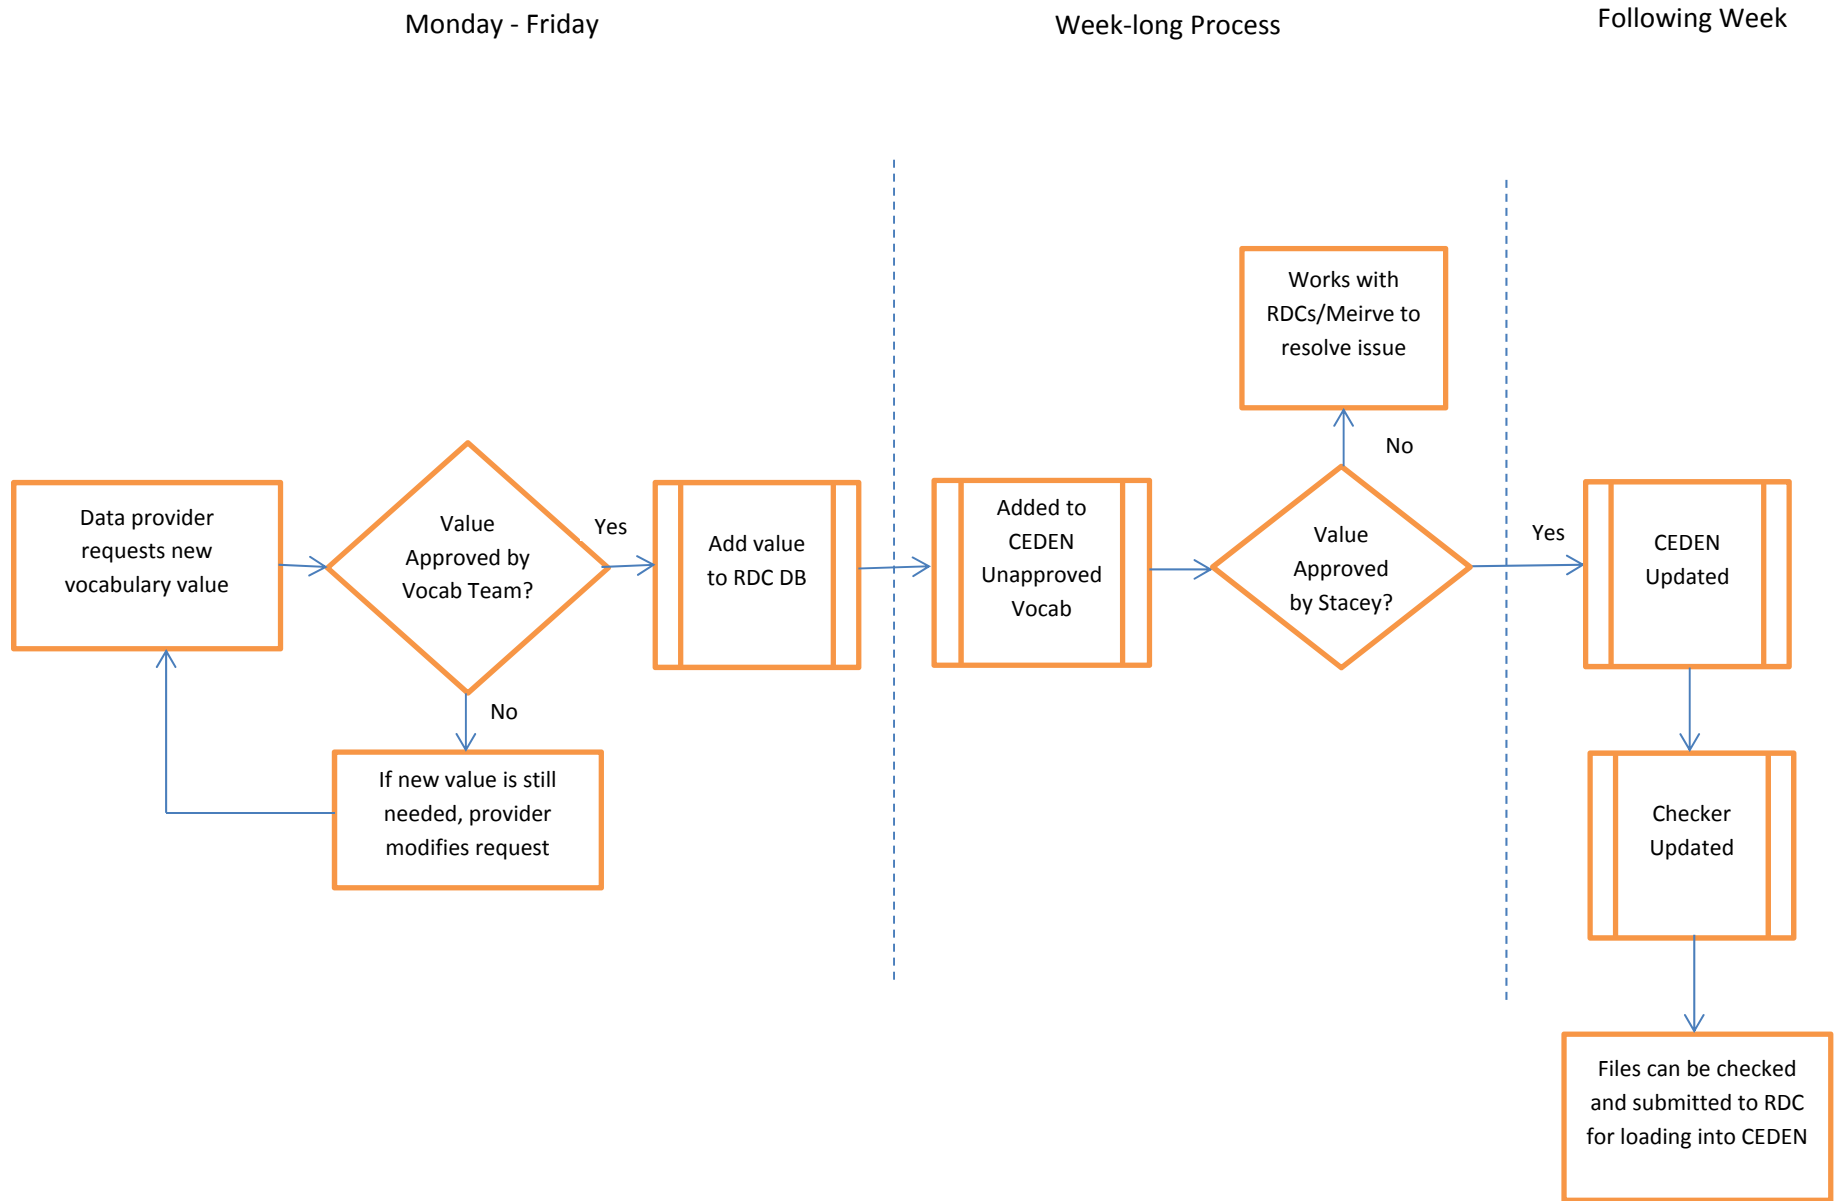 Monday - Friday
Week-long Process
Following Week
Data provider
requests new
vocabulary value
Value
Approved by
Vocab Team?
Yes
No
If new value is still
needed, provider
modifies request
Add value
to RDC DB
Added to
CEDEN
Unapproved
Vocab
Value
Approved
by Stacey?
No
Works with
RDCs/Meirve to
resolve issue
Yes
CEDEN
Updated
Checker
Updated
Files can be checked
and submitted to RDC
for loading into CEDEN